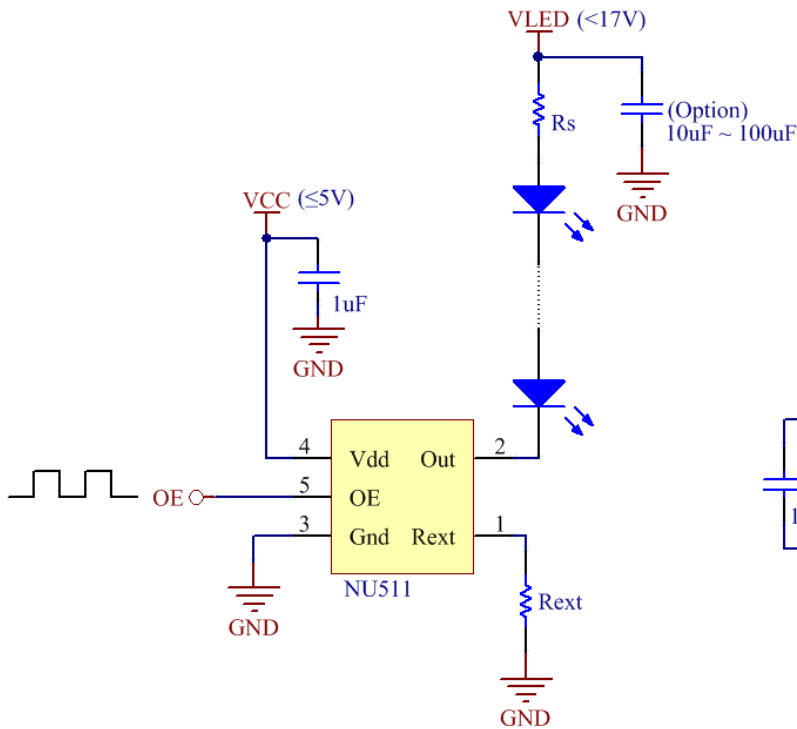 VLED (<17V)
Rs
(Option)
10uF ~ 100uF
GND
VCC (≤5V)
1uF
GND
4 Vdd Out 2
OE 5 OE
3 Gnd Rext 1
NU511
GND
Rext
GND
1